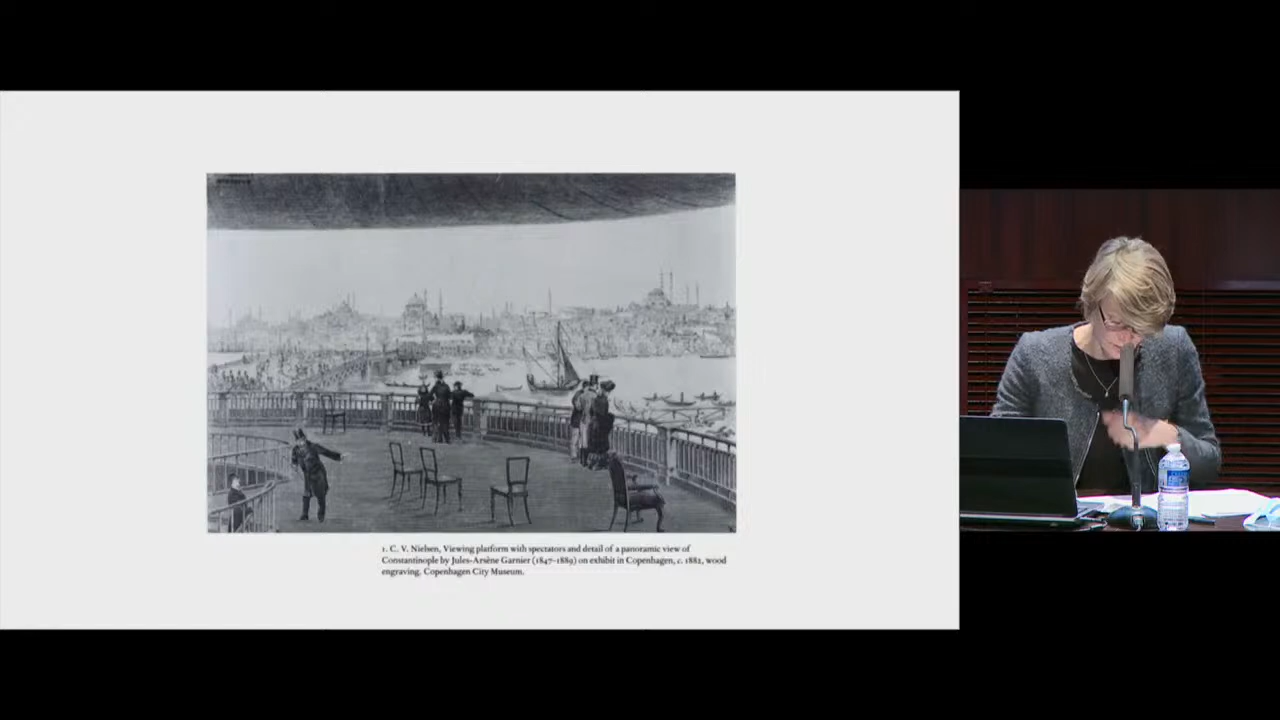 1. C. V. Nielsen, Viewing platform with spectators and detail of a panoramic view of
Constantinople by Jules-Arsène Garnier (1847–1889) on exhibit in Copenhagen, c. 1882, wood
engraving. Copenhagen City Museum.